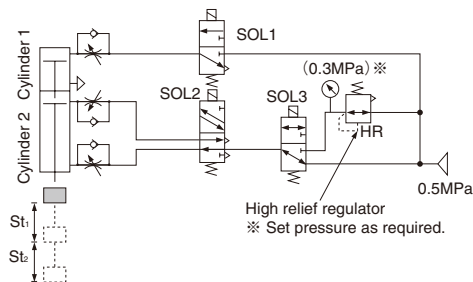 Cylinder 1
SOL1
(0.3MPa) ※
SOL2
SOL3
Cylinder 2
HR
0.5MPa
St1
High relief regulator
※ Set pressure as required.
St2